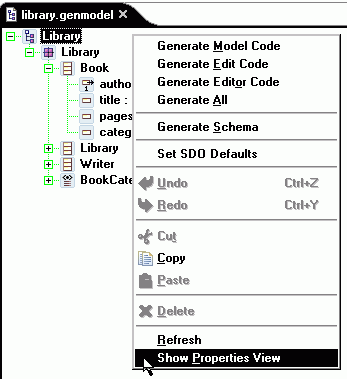 library.genmodel
Library
Library
Book
autho
title :
pages
categ
Library
Writer
BookCate
Generate Model Code
Generate Edit Code
Generate Editor Code
Generate All
Generate Schema
Set SDO Defaults
Undo Ctrl+Z
Redo Ctrl+Y
Cut
Copy
Paste
Delete
Refresh
Show Properties View